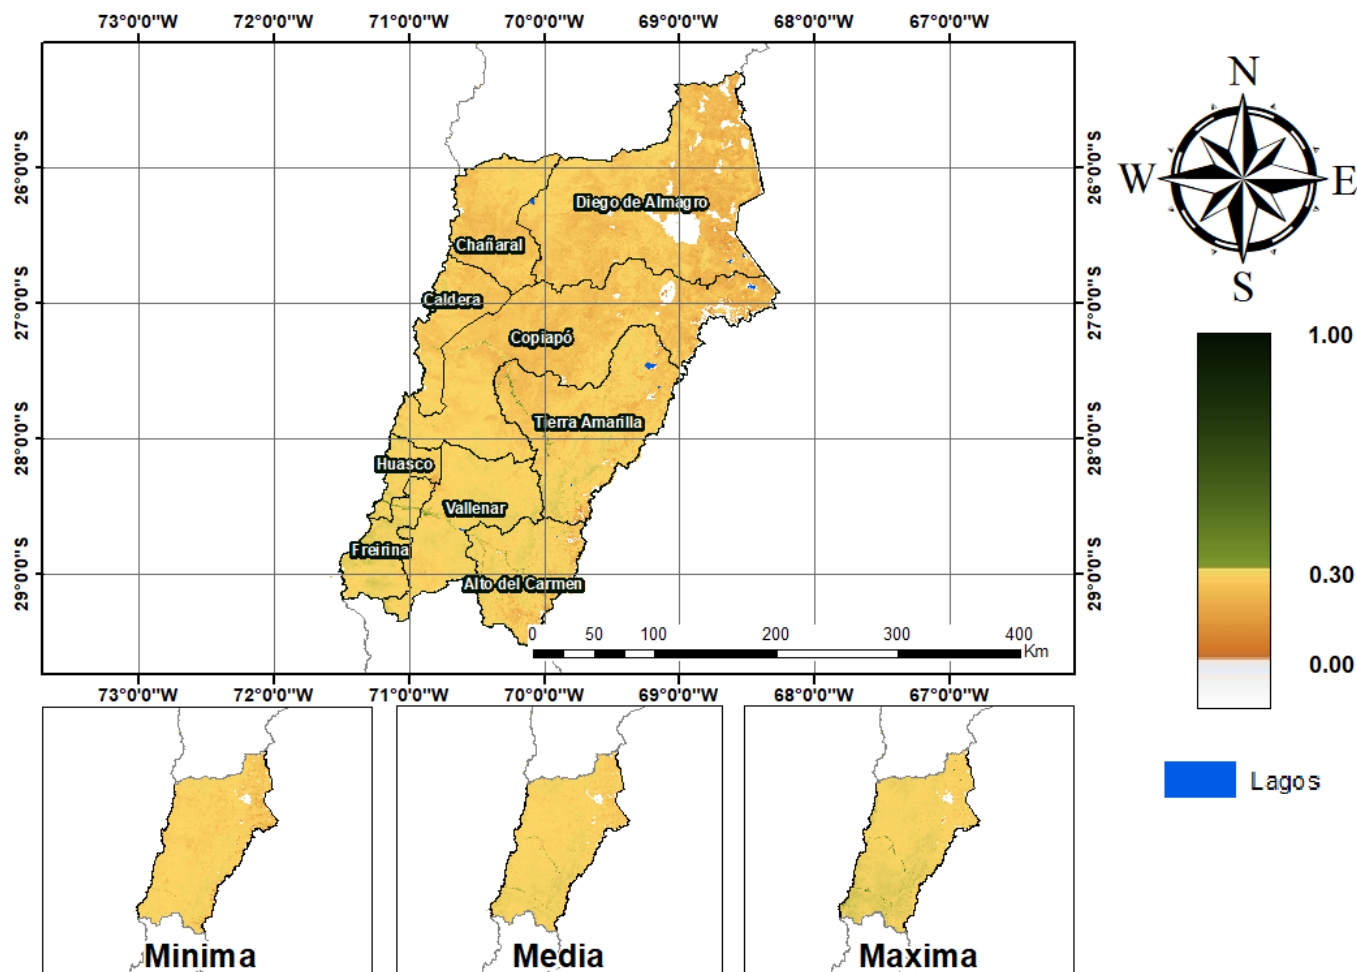 73°0'0"W 72°0'0"W 71°0'0"W 70°0'0"W 69°0'0"W 68°0'0"W 67°0'0"W
26°0'0"S
27°0'0"S
28°0'0"S
29°0'0"S
26°0'0"S
27°0'0"S
28°0'0"S
29°0'0"S
Diego de Almagro
Chañaral
Caldera
Copiapó
Tierra Amarilla
Huasco
Vallenar
Freirina
Alto del Carmen
0 50 100 200 300 400
Km
73°0'0"W 72°0'0"W 71°0'0"W 70°0'0"W 69°0'0"W 68°0'0"W 67°0'0"W
N
W E
S
1.00
0.30
0.00
Lagos
Minima
Media
Maxima